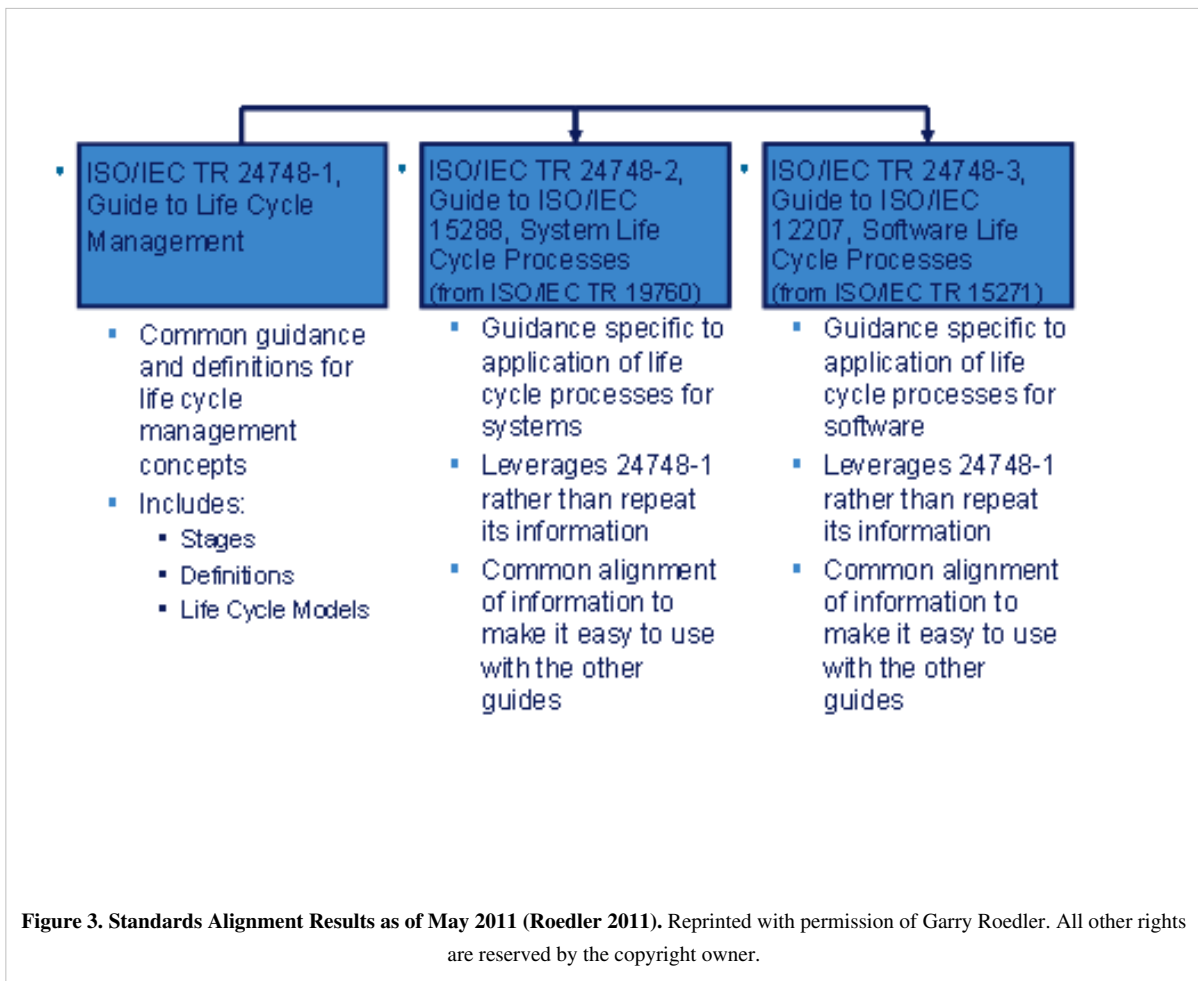 ISO/IEC TR 24748-1,
Guide to Life Cycle
Management
ISO/IEC TR 24748-2,
Guide to ISO/IEC
15288, System Life
Cycle Processes
(from ISO/IEC TR 19760)
ISO/IEC TR 24748-3,
Guide to ISO/IEC
12207, Software Life
Cycle Processes
(from ISO/IEC TR 15271)
Common guidance
and definitions for
life cycle
management
concepts
Includes:
Stages
Definitions
Life Cycle Models
Guidance specific to
application of life
cycle processes for
systems
Leverages 24748-1
rather than repeat
its information
Common alignment
of information to
make it easy to use
with the other
guides
Guidance specific to
application of life
cycle processes for
software
Leverages 24748-1
rather than repeat
its information
Common alignment
of information to
make it easy to use
with the other
guides
Figure 3. Standards Alignment Results as of May 2011 (Roedler 2011). Reprinted with permission of Garry Roedler. All other rights
are reserved by the copyright owner.